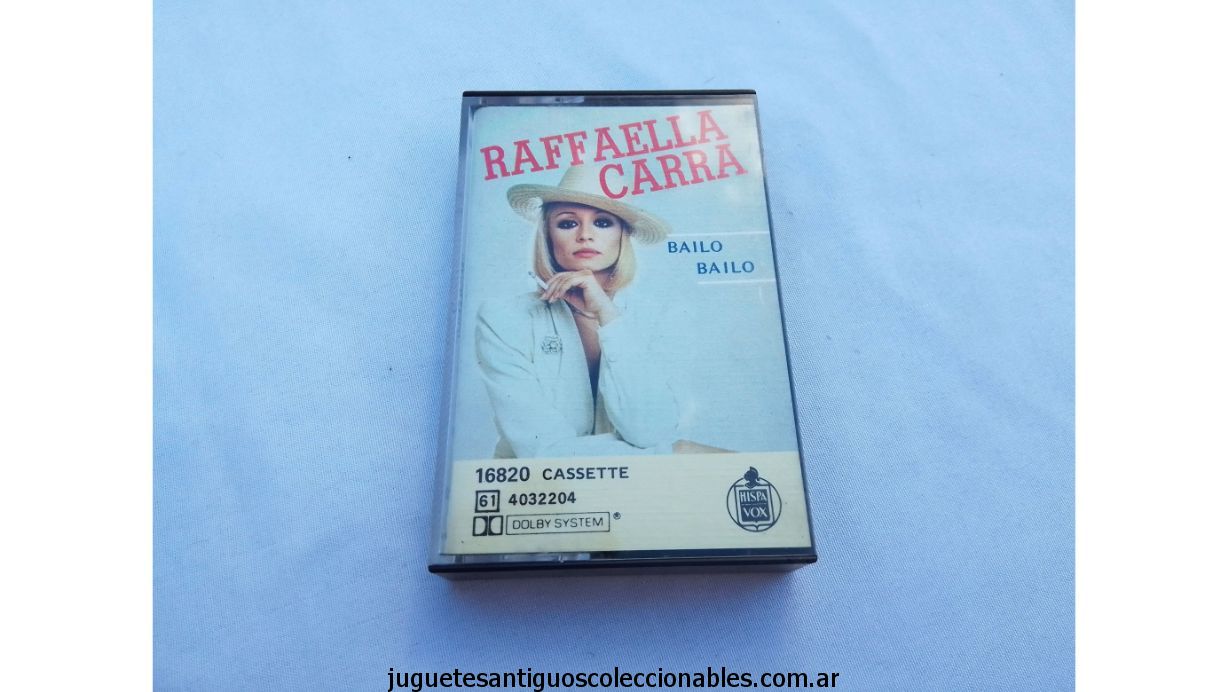 RAFFAELLA
CARRA
BAILO
BAILO
16820 CASSETTE
61 4032204
DOLBY SYSTEM ®
HISPA
VOX
juguetesantiguoscoleccionables.com.ar